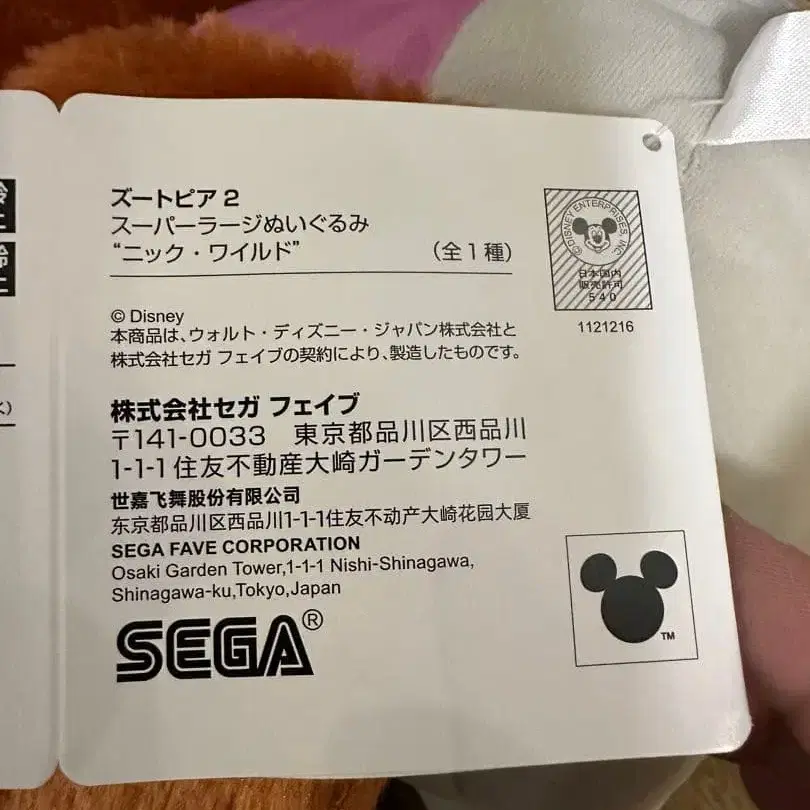 ズートピア 2
スーパーラージぬいぐるみ
“ニック・ワイルド” （全1種）
© Disney
本商品は、ウォルト・ディズニー・ジャパン株式会社と
株式会社セガ フェイブの契約により、製造したものです。
株式会社セガ フェイブ
〒141-0033 東京都品川区西品川
1-1-1 住友不動産大崎ガーデンタワー
世嘉飞舞股份有限公司
东京都品川区西品川1-1-1住友不动产大崎花园大厦
SEGA FAVE CORPORATION
Osaki Garden Tower,1-1-1 Nishi-Shinagawa,
Shinagawa-ku,Tokyo,Japan
SEGA®
©DISNEY ENTERPRISES, INC.
日本国内
販売許可
540
1121216
TM